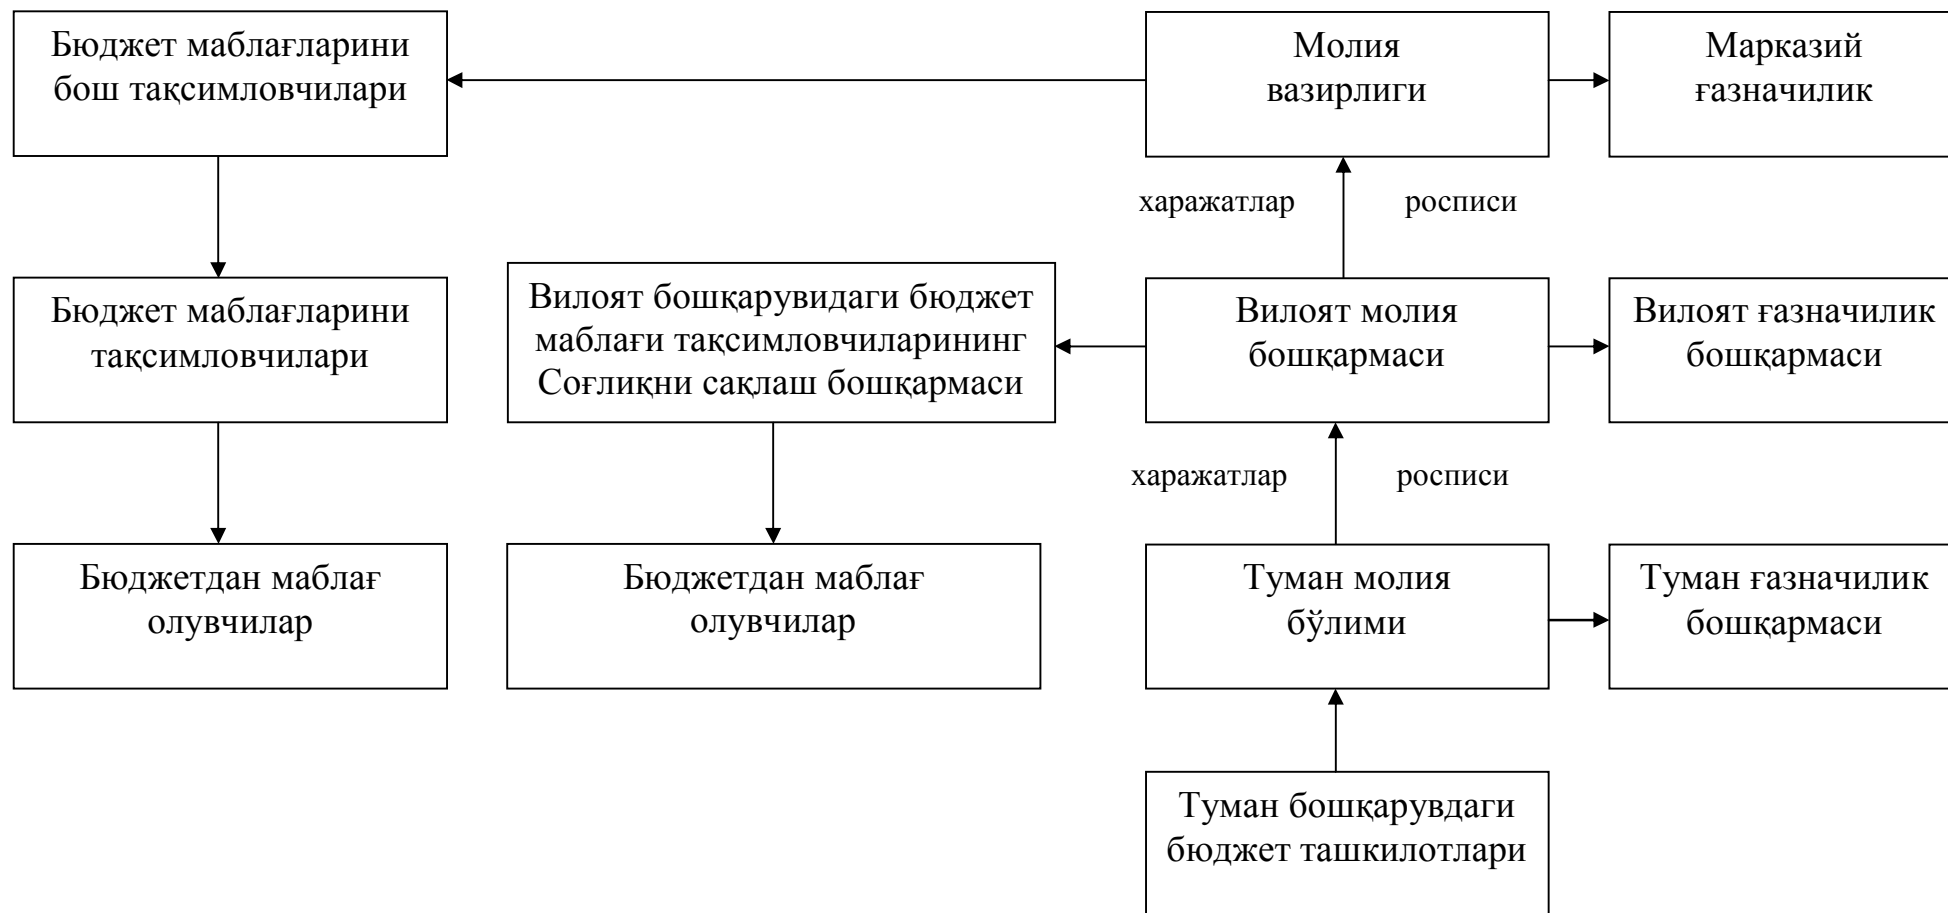 Бюджет маблағларини
бош тақсимловчилари
Молия
вазирлиги
Марказий
ғазначилик
харажатлар росписи
Бюджет маблағларини
тақсимловчилари
Вилоят бошқарувидаги бюджет
маблағи тақсимловчиларининг
Соғлиқни сақлаш бошқармаси
Вилоят молия
бошқармаси
Вилоят ғазначилик
бошқармаси
харажатлар росписи
Бюджетдан маблағ
олувчилар
Бюджетдан маблағ
олувчилар
Туман молия
бўлими
Туман ғазначилик
бошқармаси
Туман бошқарувдаги
бюджет ташкилотлари